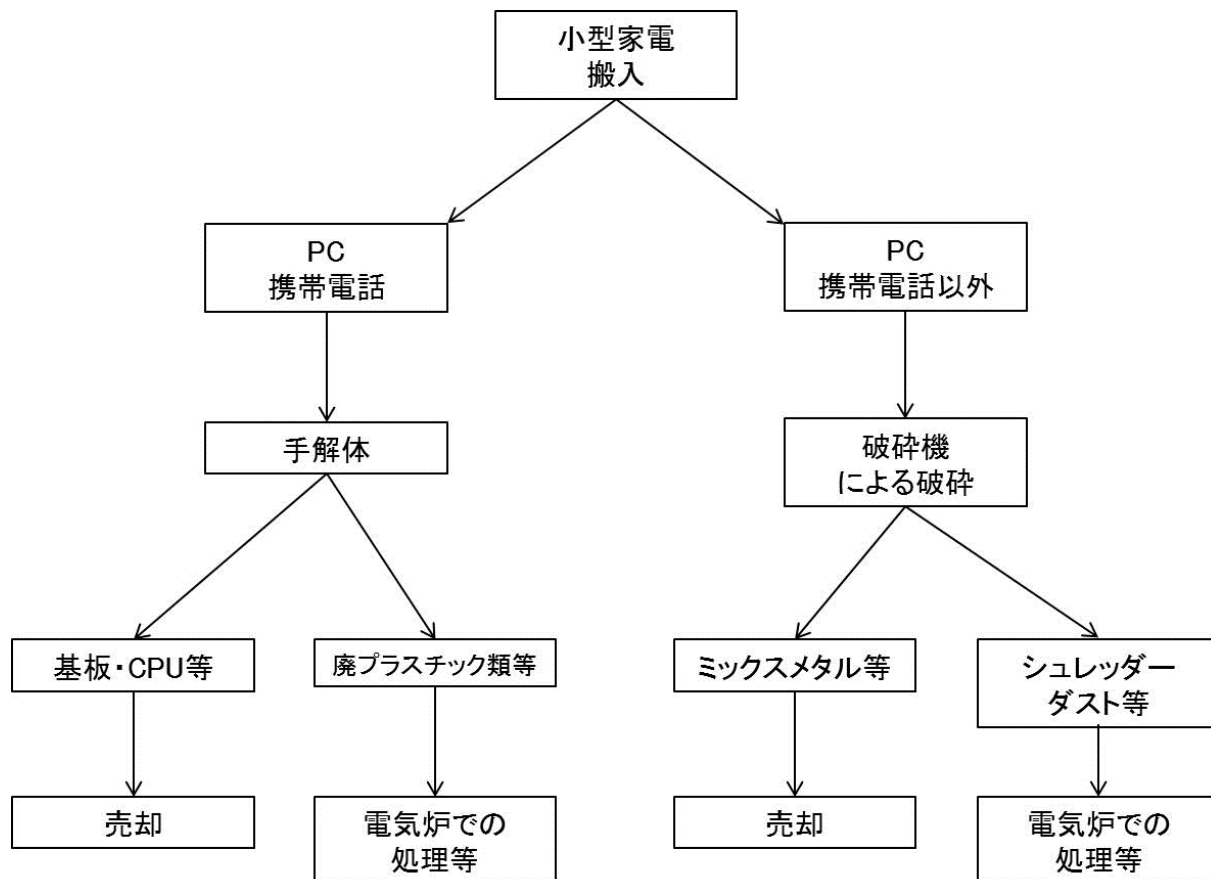 小型家電
搬入
PC
携帯電話
PC
携帯電話以外
手解体
破砕機
による破砕
基板・CPU等
廃プラスチック類等
ミックスメタル等
シュレッダー
ダスト等
売却
電気炉での
処理等
売却
電気炉での
処理等